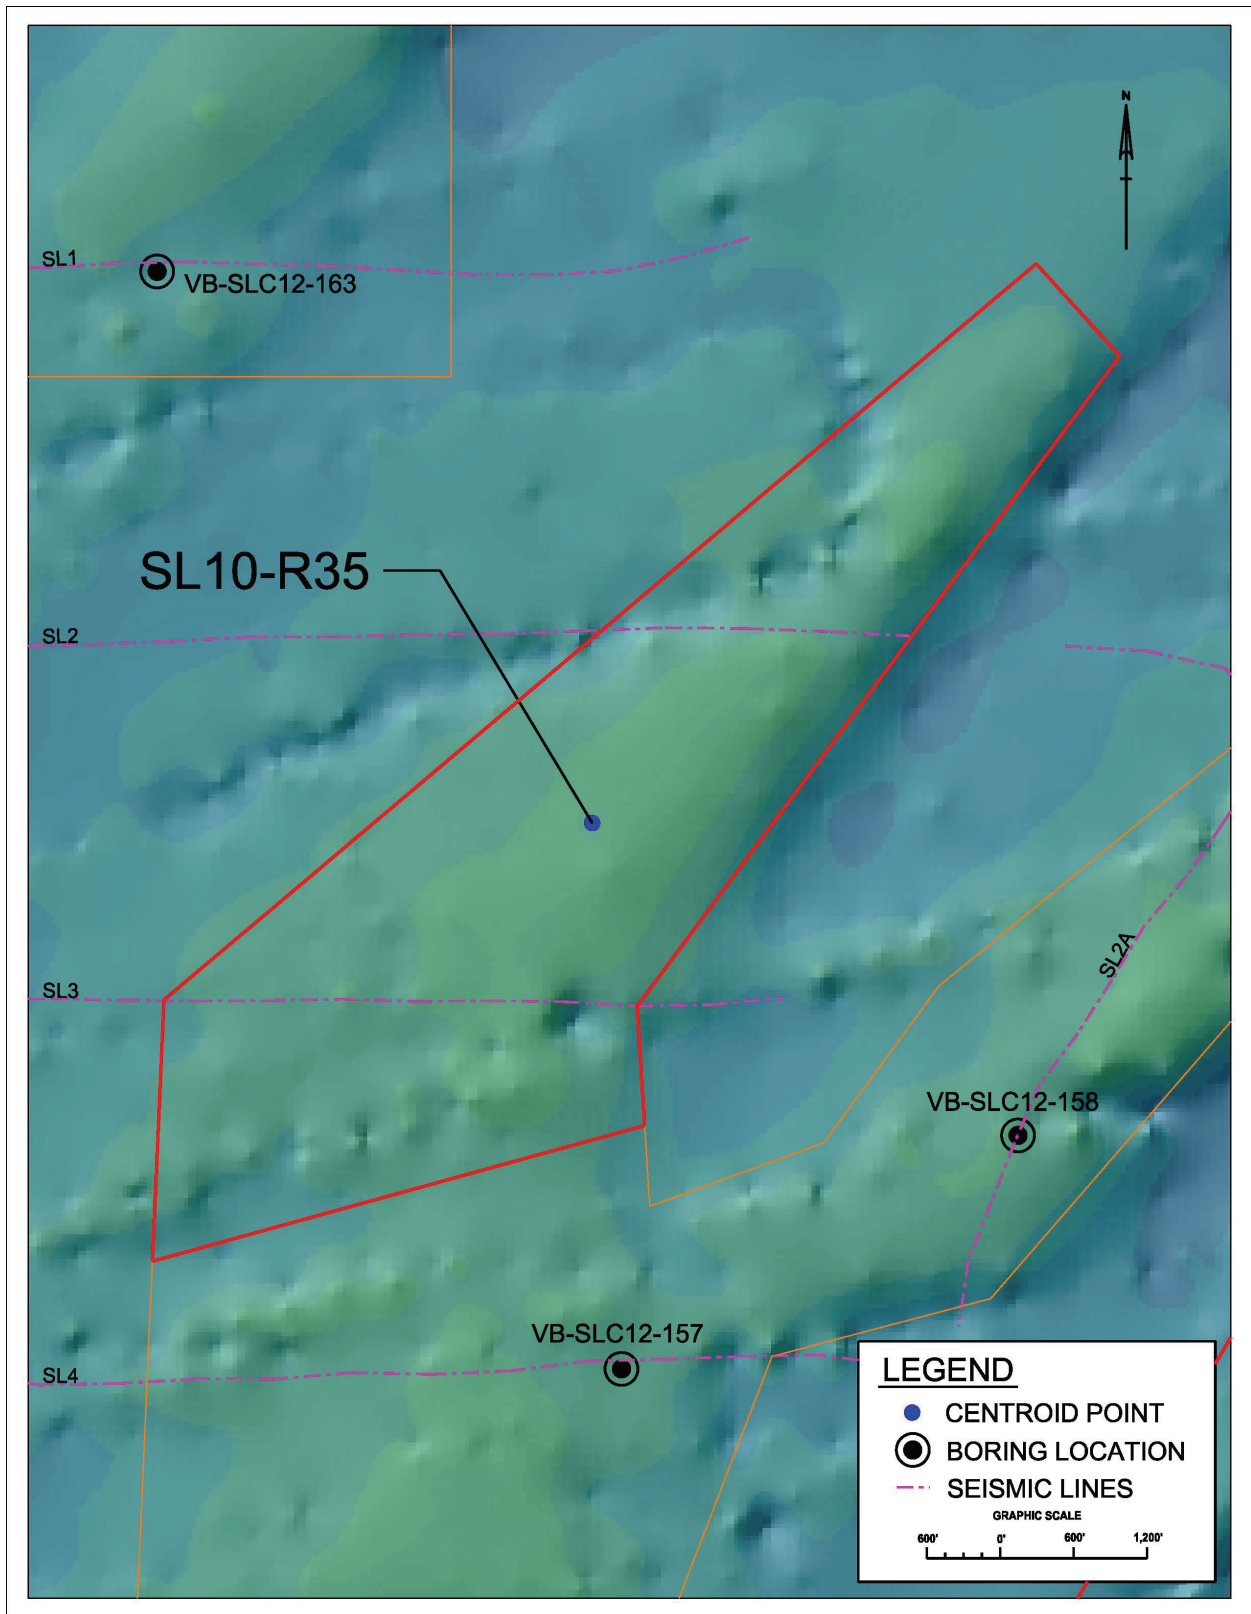 N
SL1
VB-SLC12-163
SL10-R35
SL2
SL2A
SL3
VB-SLC12-158
VB-SLC12-157
SL4
LEGEND
CENTROID POINT
BORING LOCATION
SEISMIC LINES
GRAPHIC SCALE
600' 0' 600' 1,200'